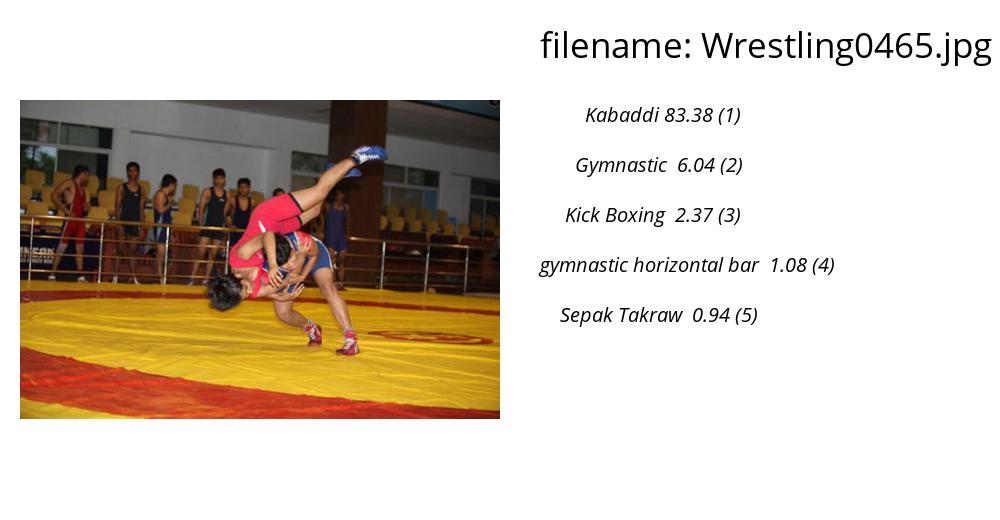 filename: Wrestling0465.jpg
Kabaddi 83.38 (1)
Gymnastic 6.04 (2)
Kick Boxing 2.37 (3)
gymnastic horizontal bar 1.08 (4)
Sepak Takraw 0.94 (5)